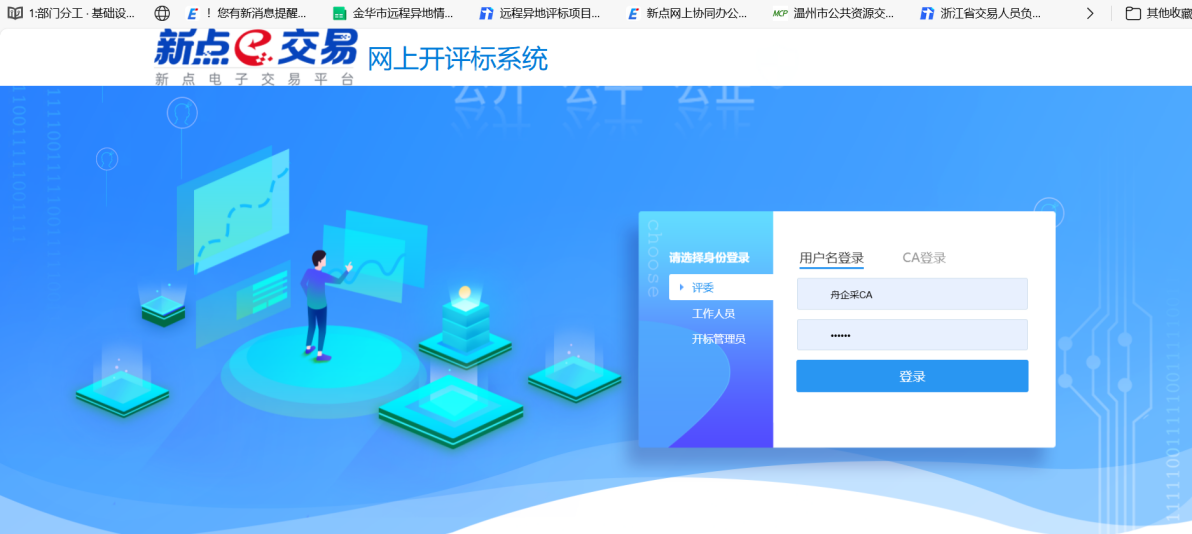 1:部门分工 · 基础设... ！您有新消息提醒... 金华市远程异地情... 远程异地评标项目... 新点网上协同办公... MCP 温州市公共资源交... 浙江省交易人员负... 其他收藏
新点e交易 网上开评标系统
新点电子交易平台
choose
请选择身份登录
评委
工作人员
开标管理员
用户名登录 CA登录
舟企采CA
••••••
登录